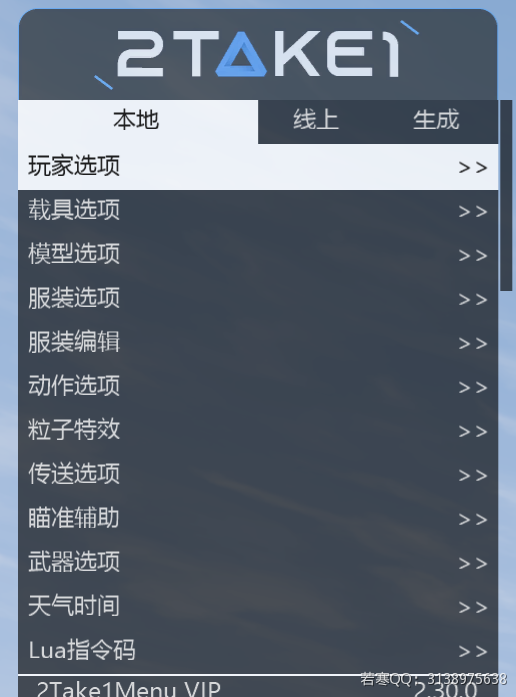 2TAKE1
本地 线上 生成
玩家选项 >>
载具选项 >>
模型选项 >>
服装选项 >>
服装编辑 >>
动作选项 >>
粒子特效 >>
传送选项 >>
瞄准辅助 >>
武器选项 >>
天气时间 >>
Lua指令码 >>
若寒QQ：3138975638
2Take1Menu VIP 2.30.0